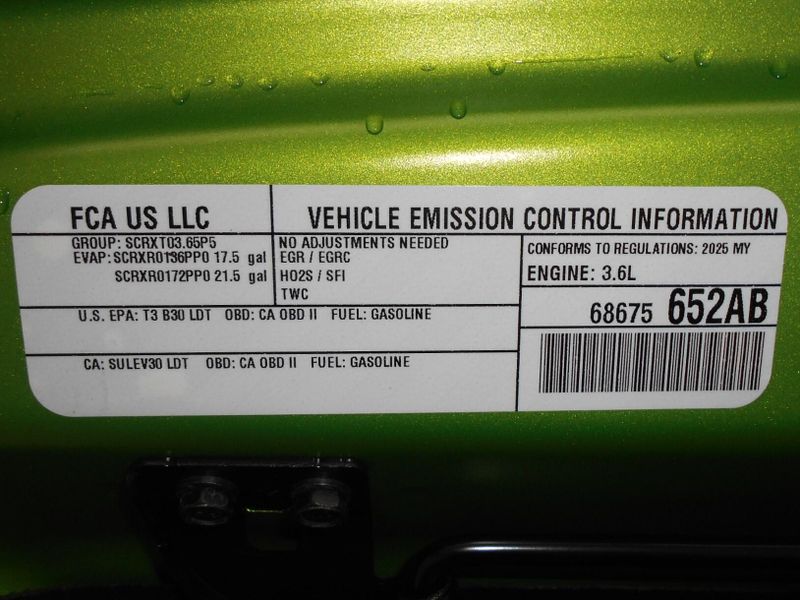 FCA US LLC
VEHICLE EMISSION CONTROL INFORMATION
GROUP: SCRXT03.65P5
EVAP: SCRXR0136PP0 17.5 gal
SCRXR0172PP0 21.5 gal
NO ADJUSTMENTS NEEDED
EGR / EGRC
HO2S / SFI
TWC
CONFORMS TO REGULATIONS: 2025 MY
ENGINE: 3.6L
68675 652AB
U.S. EPA: T3 B30 LDT OBD: CA OBD II FUEL: GASOLINE
CA: SULEV30 LDT OBD: CA OBD II FUEL: GASOLINE